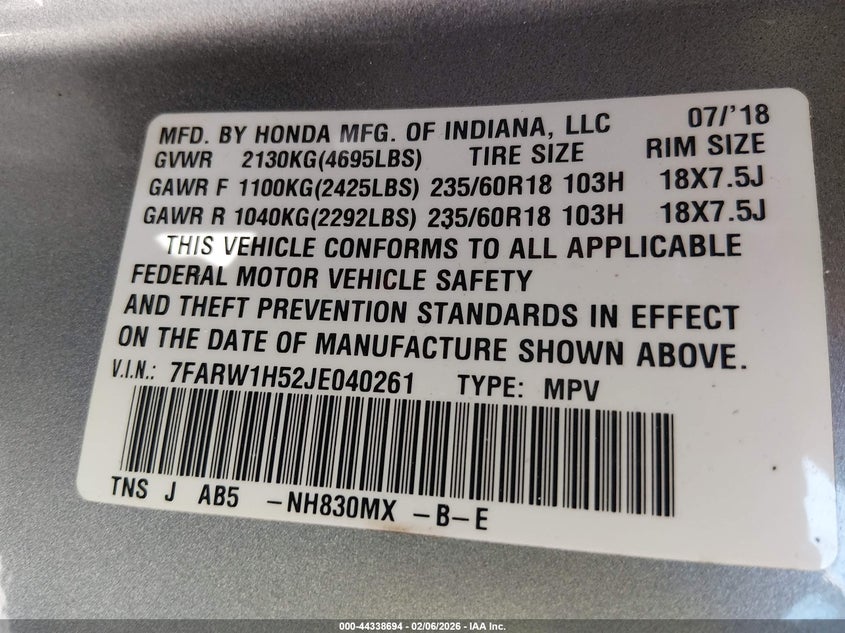 MFD. BY HONDA MFG. OF INDIANA, LLC 07/'18
GVWR 2130KG(4695LBS) TIRE SIZE RIM SIZE
GAWR F 1100KG(2425LBS) 235/60R18 103H 18X7.5J
GAWR R 1040KG(2292LBS) 235/60R18 103H 18X7.5J
THIS VEHICLE CONFORMS TO ALL APPLICABLE
FEDERAL MOTOR VEHICLE SAFETY
AND THEFT PREVENTION STANDARDS IN EFFECT
ON THE DATE OF MANUFACTURE SHOWN ABOVE.
V.I.N.: 7FARW1H52JE040261 TYPE: MPV
TNS J AB5 -NH830MX -B-E
000-44338694 | 02/06/2026 - IAA Inc.